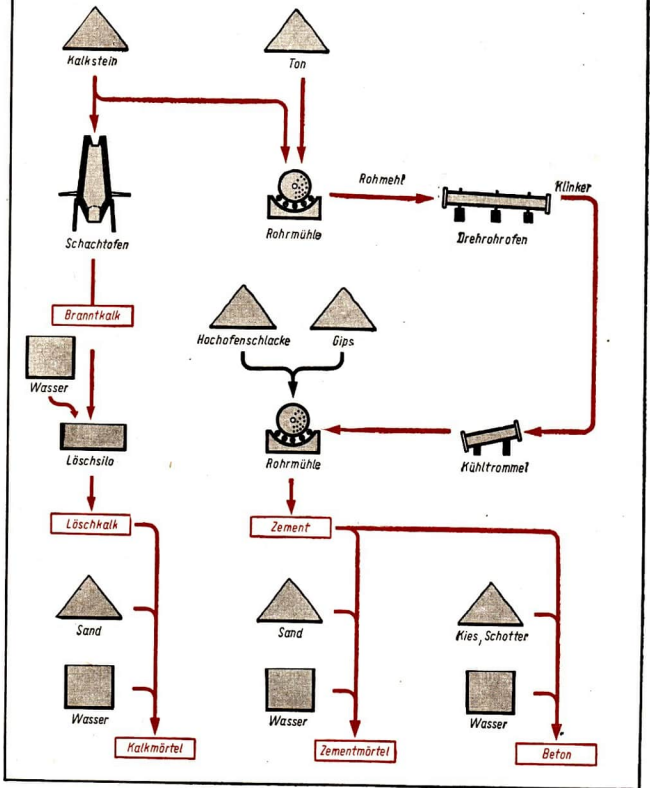 Kalkstein
Ton
Schachtofen
Rohrmühle
Rohmehl
Drehrohrofen
Klinker
Branntkalk
Hochofenschlacke
Gips
Wasser
Löschsilo
Rohrmühle
Kühltrommel
Löschkalk
Zement
Sand
Sand
Kies, Schotter
Wasser
Wasser
Wasser
Kalkmörtel
Zementmörtel
Beton